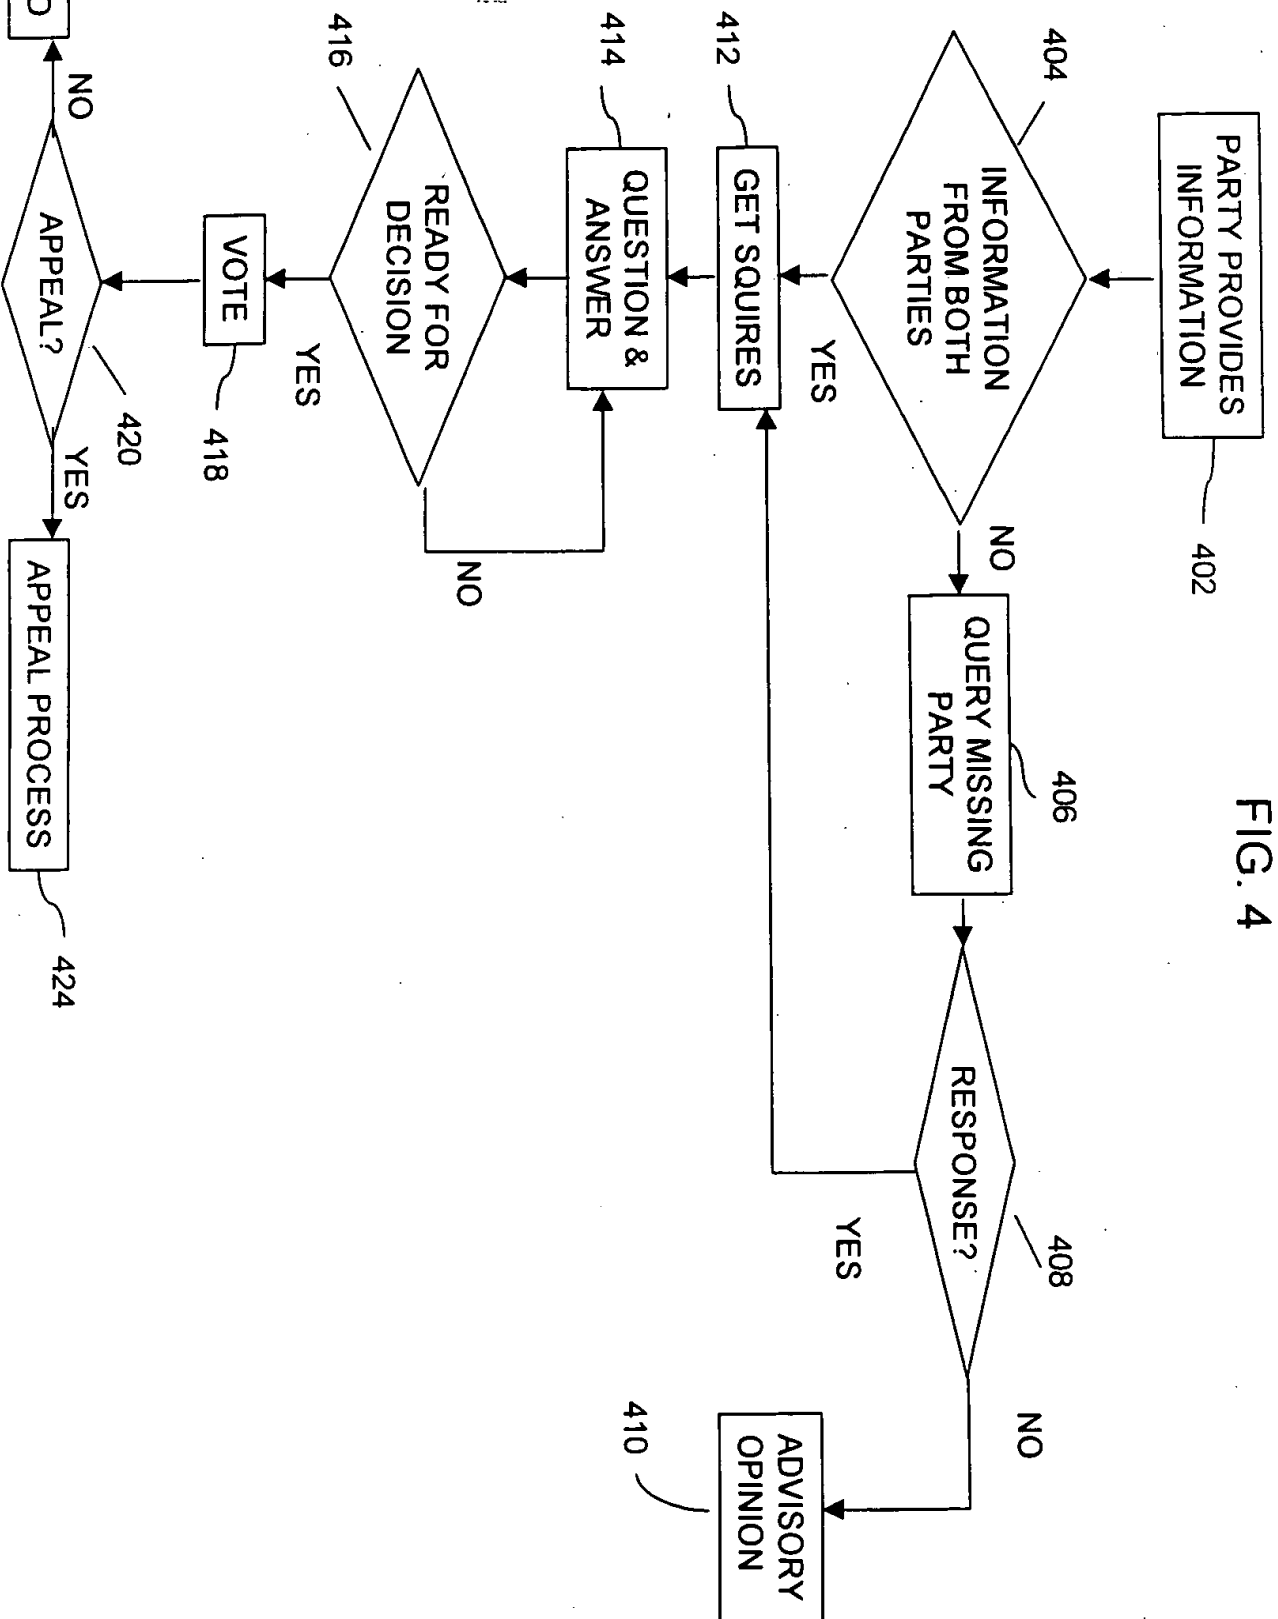 FIG. 4
PARTY PROVIDES
INFORMATION
402
404
INFORMATION
FROM BOTH
PARTIES
NO
QUERY MISSING
PARTY
406
RESPONSE?
408
NO
YES
YES
ADVISORY
OPINION
410
412
GET SQUIRES
414
QUESTION &
ANSWER
416
READY FOR
DECISION
NO
YES
VOTE
418
APPEAL?
420
NO
YES
APPEAL PROCESS
424